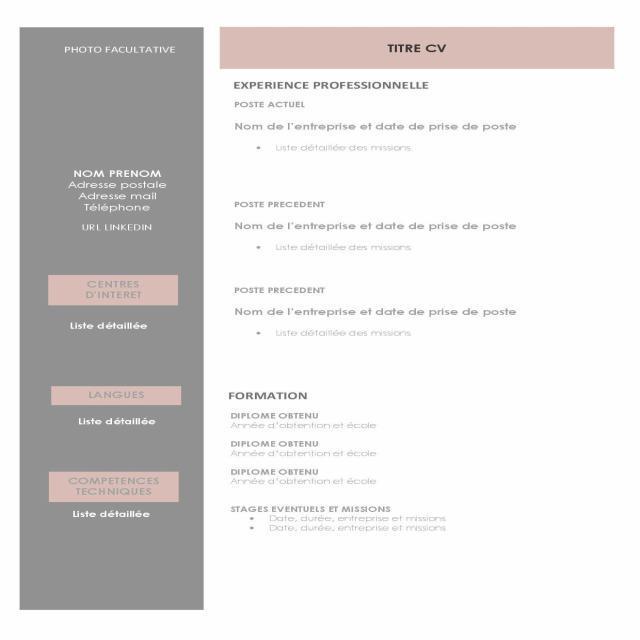 PHOTO FACULTATIVE
NOM PRENOM
Adresse postale
Adresse mail
Téléphone
URL LINKEDIN
CENTRES
D'INTERET
Liste détaillée
LANGUES
Liste détaillée
COMPETENCES
TECHNIQUES
Liste détaillée
TITRE CV
EXPERIENCE PROFESSIONNELLE
POSTE ACTUEL
Nom de l'entreprise et date de prise de poste
• Liste détaillée des missions
POSTE PRECEDENT
Nom de l'entreprise et date de prise de poste
• Liste détaillée des missions
POSTE PRECEDENT
Nom de l'entreprise et date de prise de poste
• Liste détaillée des missions
FORMATION
DIPLOME OBTENU
Année d'obtention et école
DIPLOME OBTENU
Année d'obtention et école
DIPLOME OBTENU
Année d'obtention et école
STAGES EVENTUELS ET MISSIONS
• Date, durée, entreprise et missions
• Date, durée, entreprise et missions